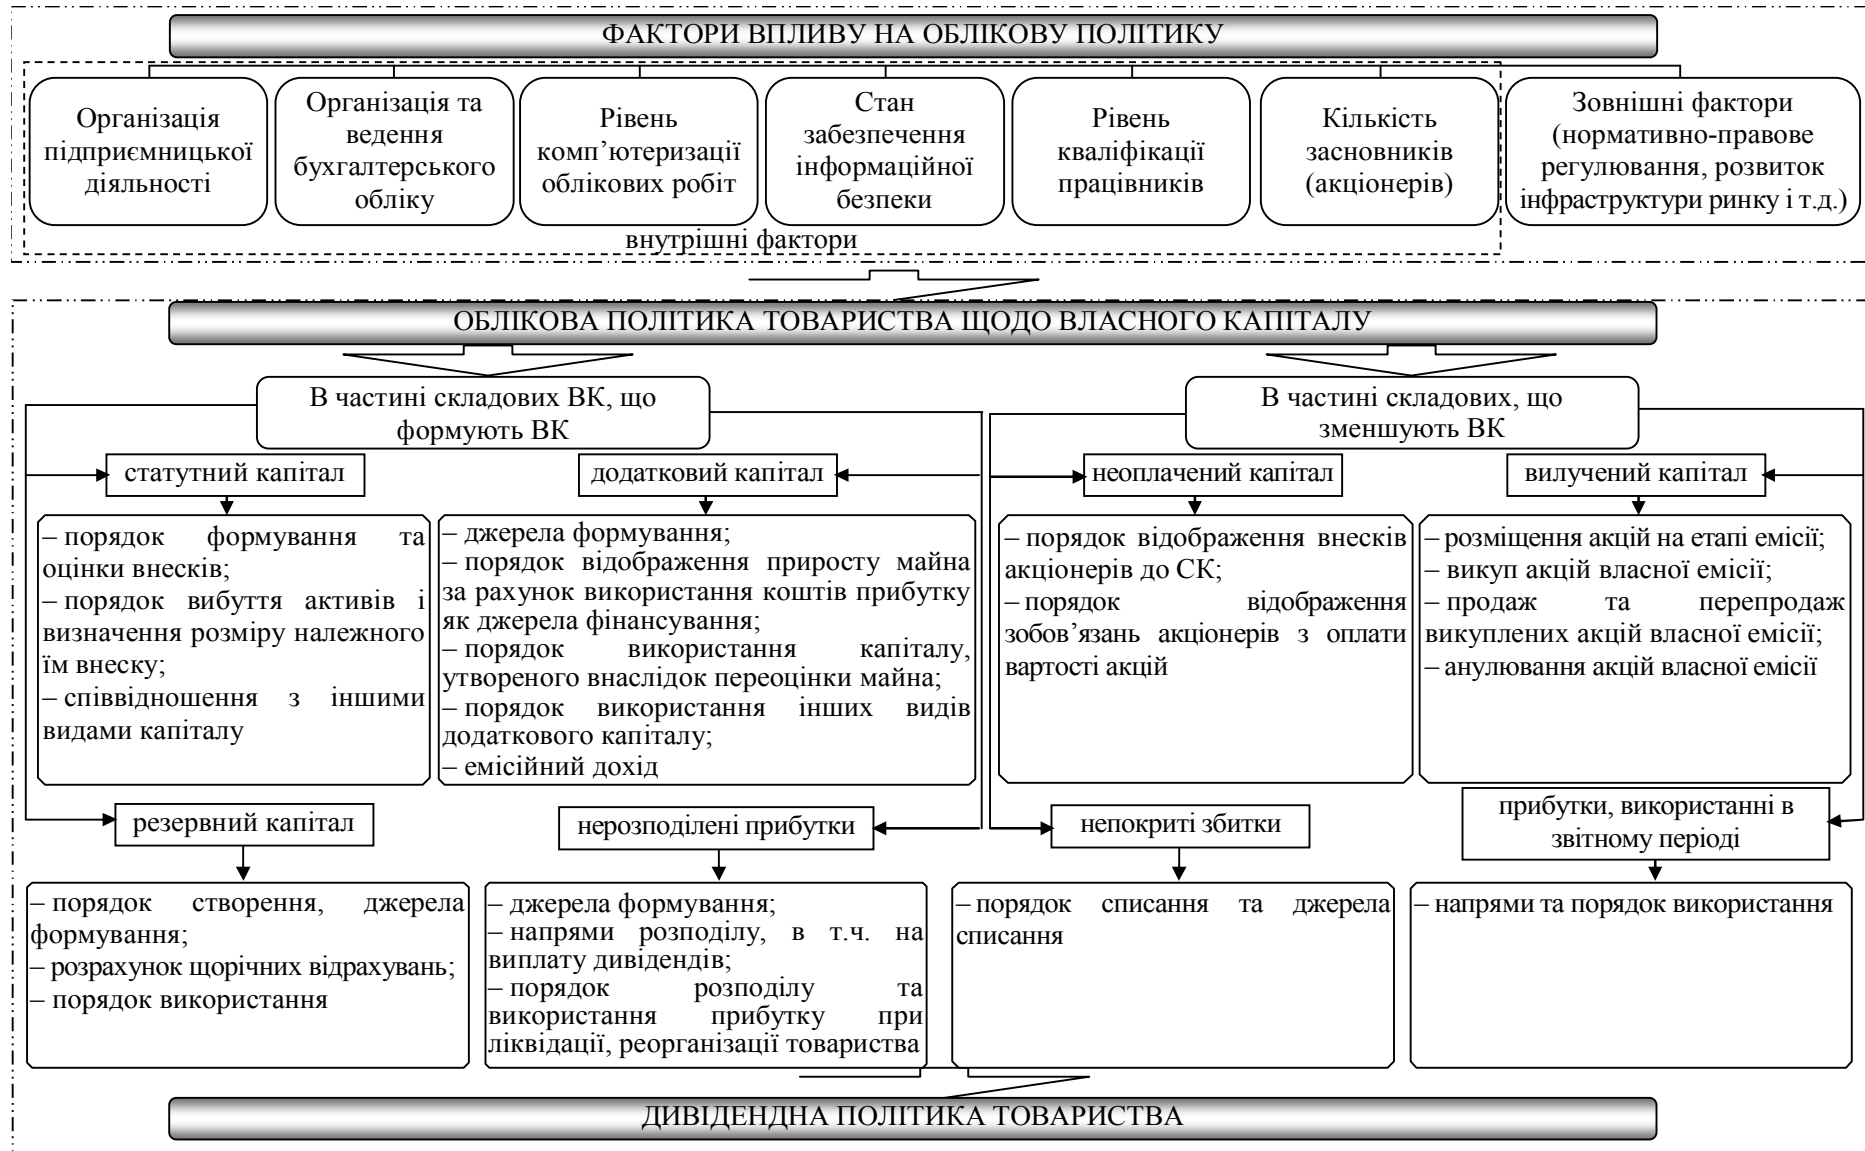 ФАКТОРИ ВПЛИВУ НА ОБЛІКОВУ ПОЛІТИКУ
Організація
підприємницької
діяльності
Організація та
ведення
бухгалтерського
обліку
Рівень
комп’ютеризації
облікових робіт
Стан
забезпечення
інформаційної
безпеки
Рівень
кваліфікації
працівників
Кількість
засновників
(акціонерів)
Зовнішні фактори
(нормативно-правове
регулювання, розвиток
інфраструктури ринку і т.д.)
внутрішні фактори
ОБЛІКОВА ПОЛІТИКА ТОВАРИСТВА ЩОДО ВЛАСНОГО КАПІТАЛУ
В частині складових ВК, що
формують ВК
В частині складових, що
зменшують ВК
статутний капітал
додатковий капітал
неоплачений капітал
вилучений капітал
– порядок формування та
оцінки внесків;
– порядок вибуття активів і
визначення розміру належного
їм внеску;
– співвідношення з іншими
видами капіталу
– джерела формування;
– порядок відображення приросту майна
за рахунок використання коштів прибутку
як джерела фінансування;
– порядок використання капіталу,
утвореного внаслідок переоцінки майна;
– порядок використання інших видів
додаткового капіталу;
– емісійний дохід
– порядок відображення внесків
акціонерів до СК;
– порядок відображення
зобов’язань акціонерів з оплати
вартості акцій
– розміщення акцій на етапі емісії;
– викуп акцій власної емісії;
– продаж та перепродаж
викуплених акцій власної емісії;
– анулювання акцій власної емісії
резервний капітал
нерозподілені прибутки
непокриті збитки
прибутки, використанні в
звітному періоді
– порядок створення, джерела
формування;
– розрахунок щорічних відрахувань;
– порядок використання
– джерела формування;
– напрями розподілу, в т.ч. на
виплату дивідендів;
– порядок розподілу та
використання прибутку при
ліквідації, реорганізації товариства
– порядок списання та джерела
списання
– напрями та порядок використання
ДИВІДЕНДНА ПОЛІТИКА ТОВАРИСТВА